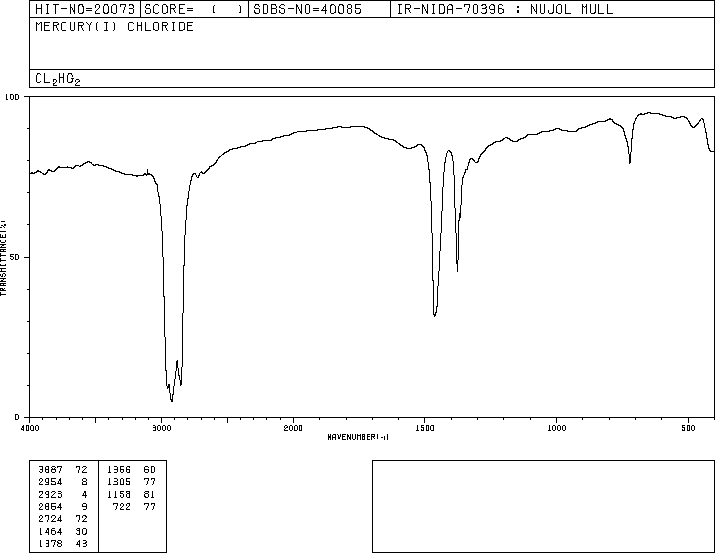 HIT-NO=20073 SCORE= ( ) SDBS-NO=40085 IR-NIDA-70396 : NUJOL MULL
MERCURY(I) CHLORIDE
CL2HG2
100
50
0
TRANSMITTANCE(%)
4000 3000 2000 1500 1000 500
WAVENUMBER(-1)
3887 72 1366 60
2954 8 1305 77
2923 4 1158 81
2854 9 722 77
2724 72
1464 30
1378 43